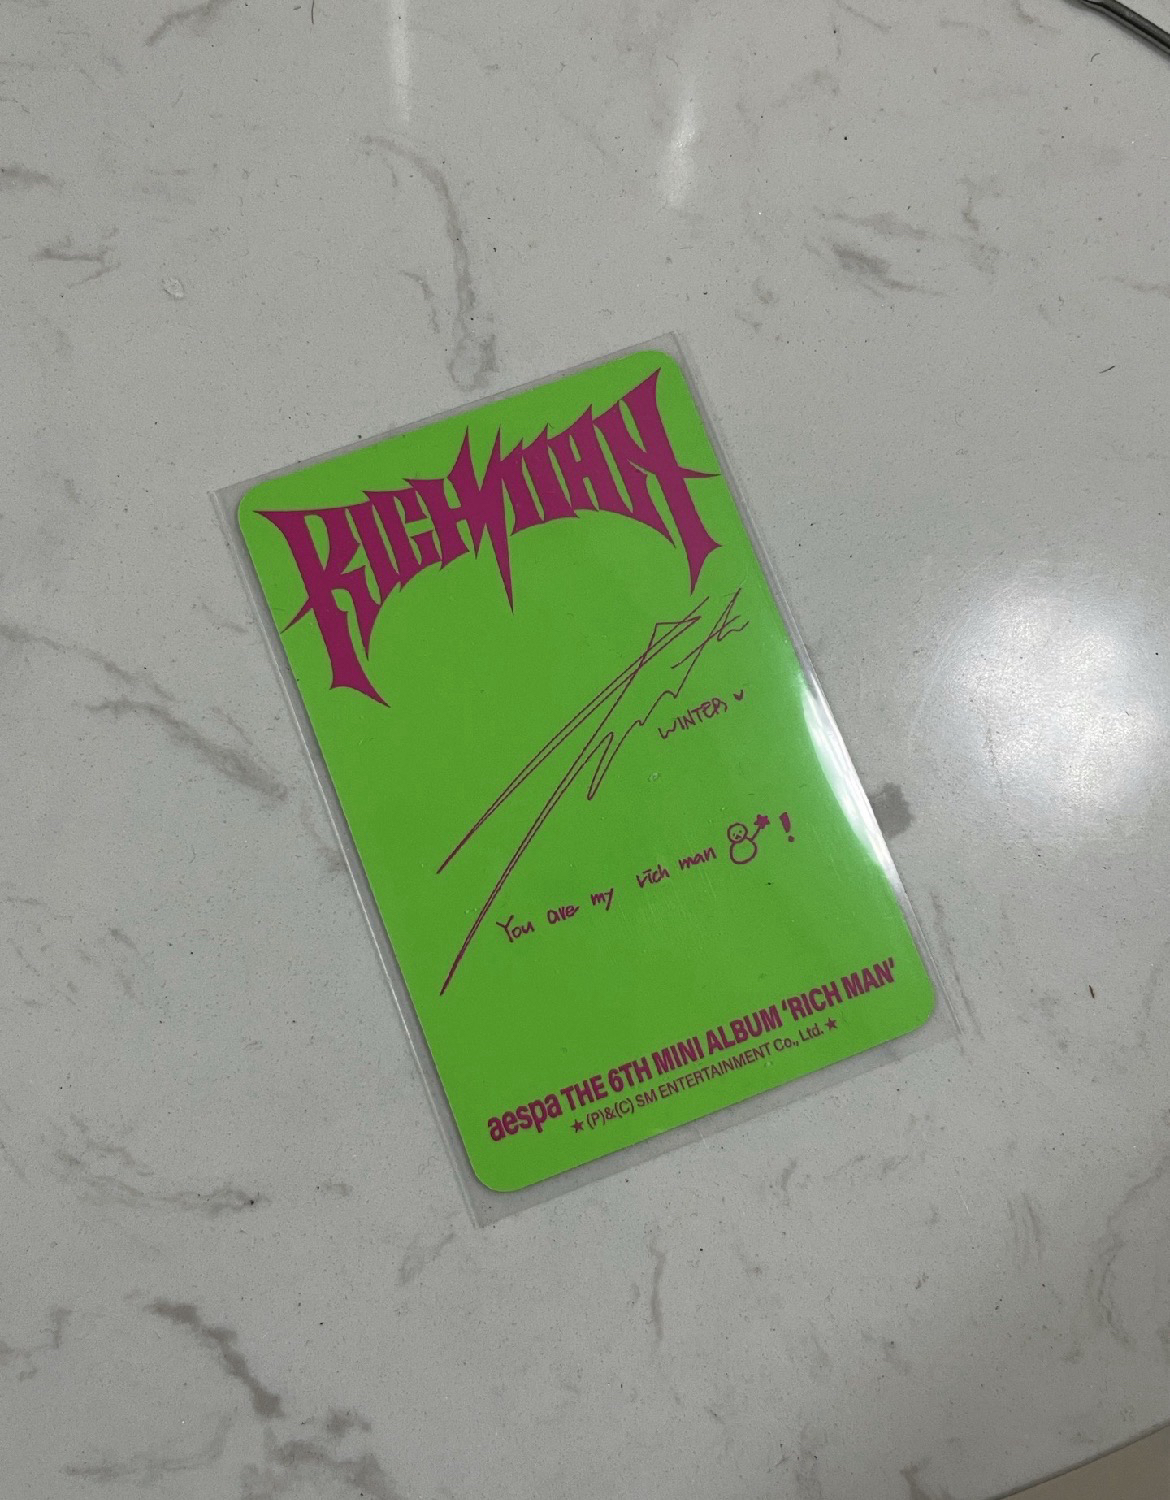 RICH MAN
WINTER
You are my rich man !
aespa THE 6TH MINI ALBUM 'RICH MAN'
★ (P)&(C) SM ENTERTAINMENT Co., Ltd. ★